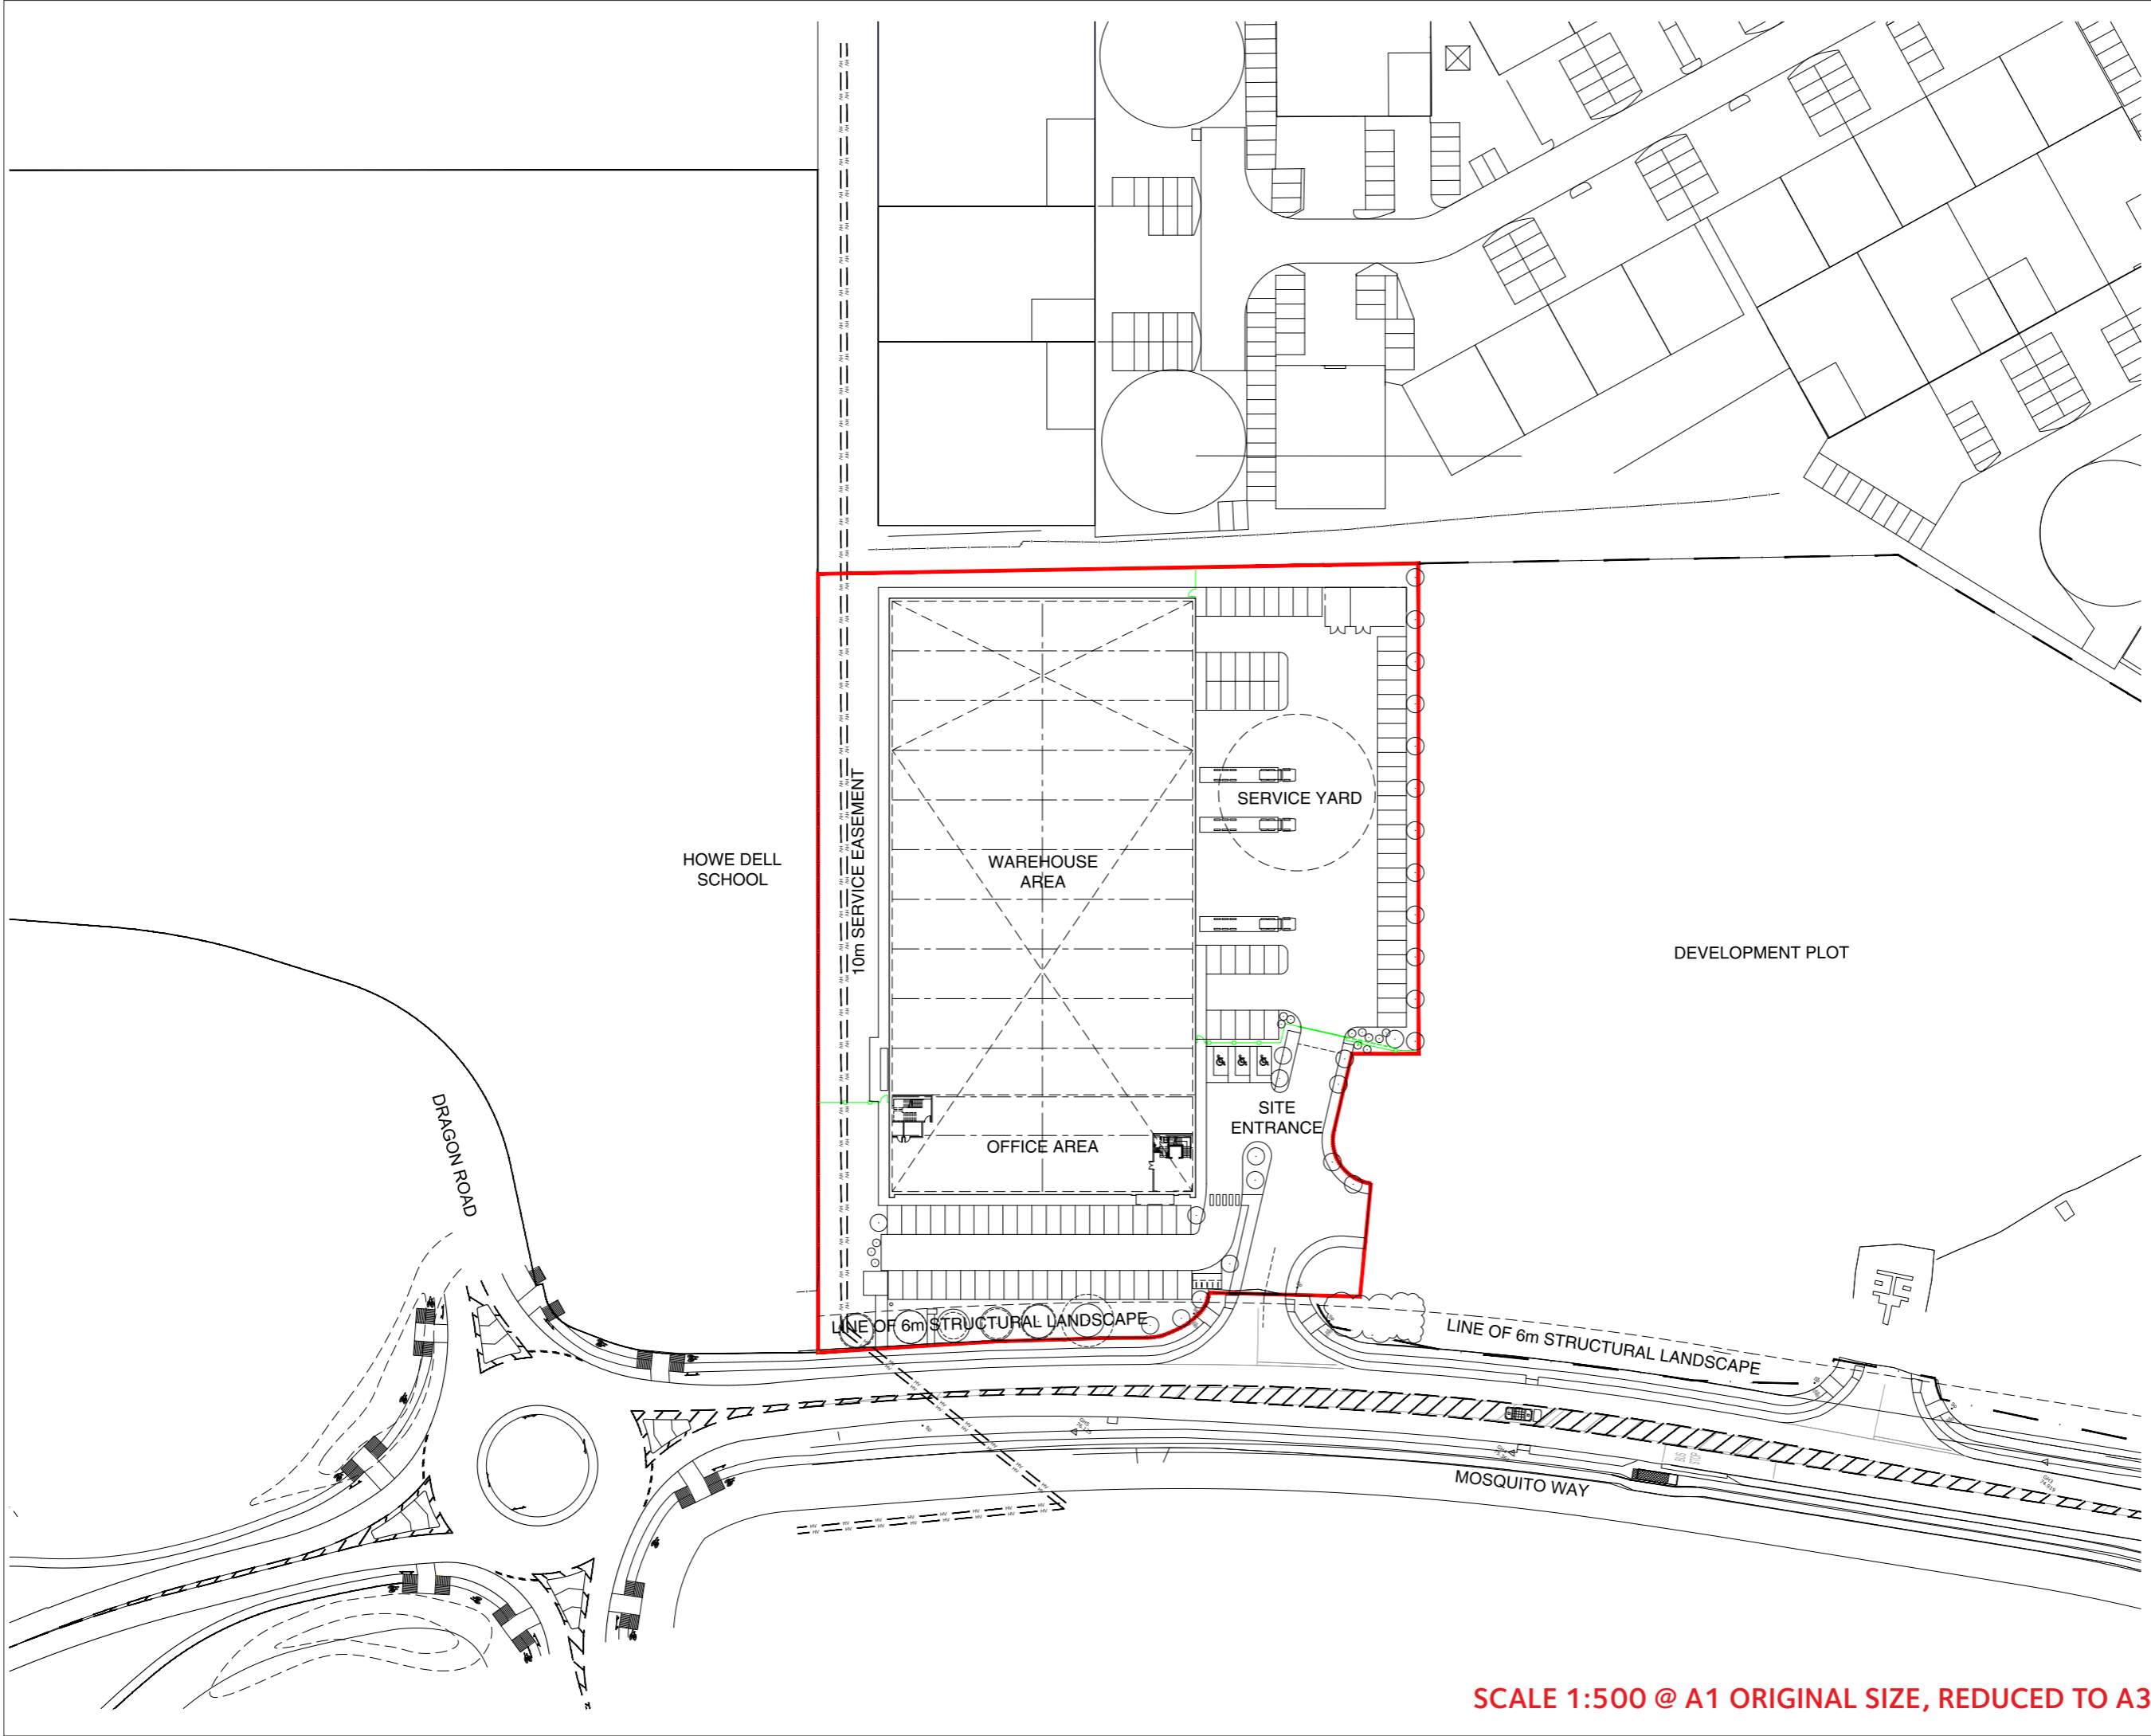 HOWE DELL
SCHOOL
10m SERVICE EASEMENT
WAREHOUSE
AREA
SERVICE YARD
DEVELOPMENT PLOT
DRAGON ROAD
OFFICE AREA
SITE
ENTRANCE
LINE OF 6m STRUCTURAL LANDSCAPE
LINE OF 6m STRUCTURAL LANDSCAPE
MOSQUITO WAY
SCALE 1:500 @ A1 ORIGINAL SIZE, REDUCED TO A3